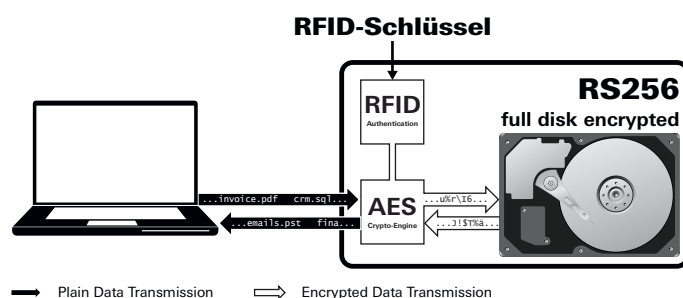 RFID-Schlüssel
RS256
full disk encrypted
RFID
Authentication
...invoice.pdf crm.sql...
...emails.pst fina...
AES
Crypto-Engine
...u%r\I6...
...J!$T%ä...
Plain Data Transmission
Encrypted Data Transmission